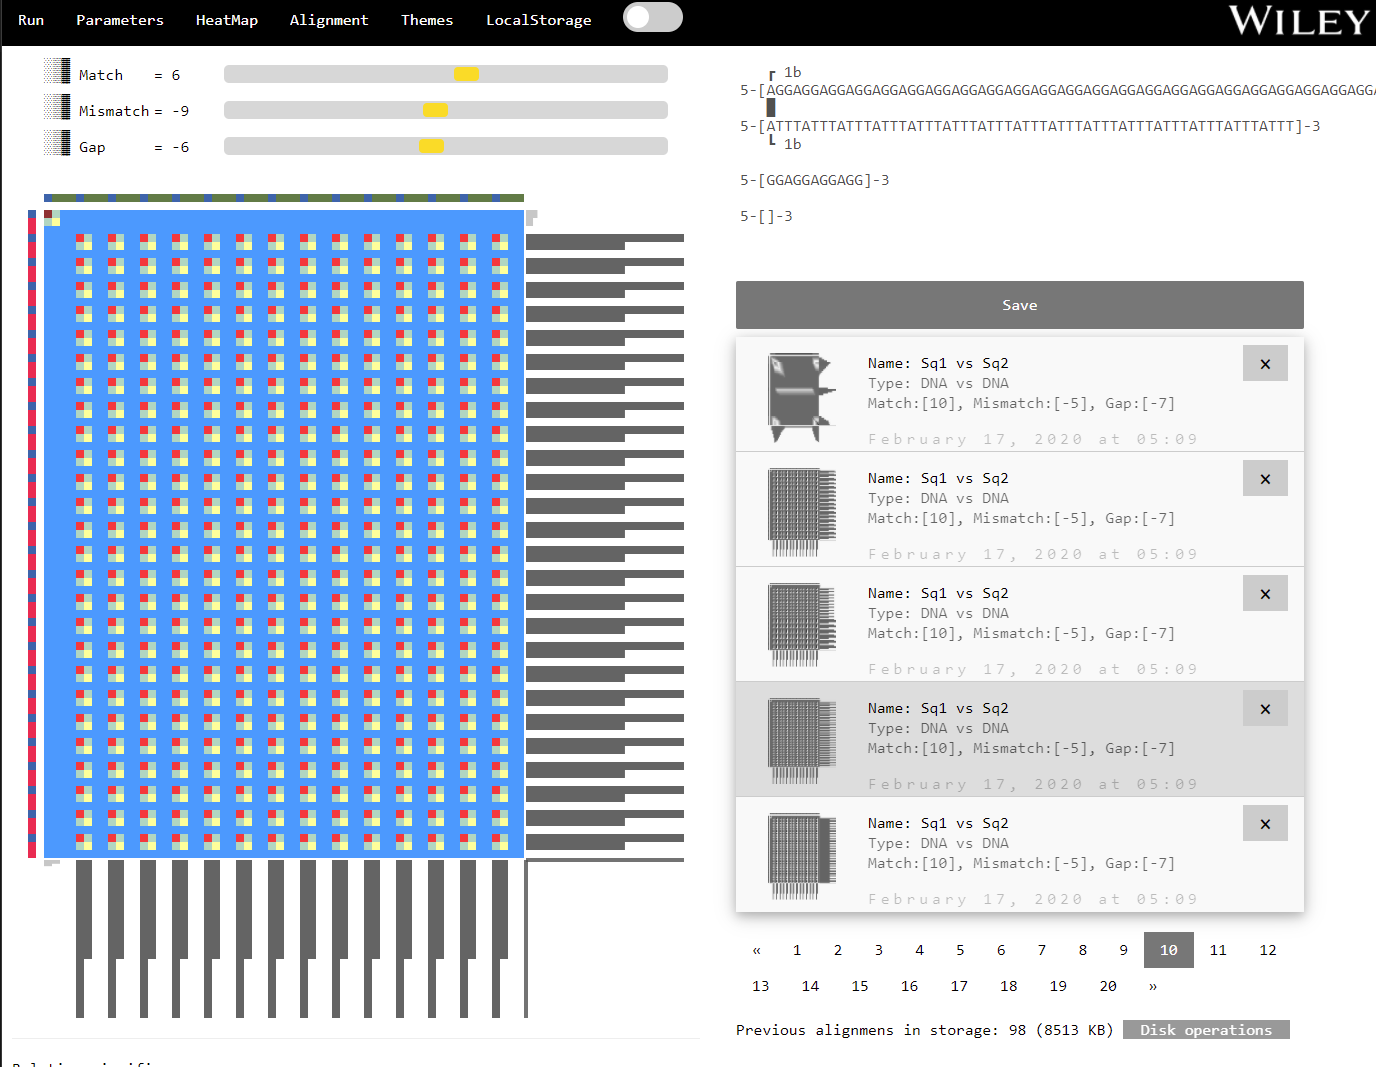 Run Parameters HeatMap Alignment Themes LocalStorage WILEY
Match = 6
Mismatch = -9
Gap = -6
1b
5-[AGGAGGAGGAGGAGGAGGAGGAGGAGGAGGAGGAGGAGGAGGAGGAGGAGGAGGAGGAGGAGGAGGAGGAGGA
5-[ATTTATTTATTTATTTATTTATTTATTTATTTATTTATTTATTTATTTATTTATTTATTT]-3
1b
5-[GGAGGAGGAGG]-3
5-[]-3
Save
Name: Sq1 vs Sq2
×
Type: DNA vs DNA
Match:[10], Mismatch:[-5], Gap:[-7]
February 17, 2020 at 05:09
Name: Sq1 vs Sq2
×
Type: DNA vs DNA
Match:[10], Mismatch:[-5], Gap:[-7]
February 17, 2020 at 05:09
Name: Sq1 vs Sq2
×
Type: DNA vs DNA
Match:[10], Mismatch:[-5], Gap:[-7]
February 17, 2020 at 05:09
Name: Sq1 vs Sq2
×
Type: DNA vs DNA
Match:[10], Mismatch:[-5], Gap:[-7]
February 17, 2020 at 05:09
Name: Sq1 vs Sq2
×
Type: DNA vs DNA
Match:[10], Mismatch:[-5], Gap:[-7]
February 17, 2020 at 05:09
« 1 2 3 4 5 6 7 8 9 10 11 12
13 14 15 16 17 18 19 20 »
Previous alignmens in storage: 98 (8513 KB) Disk operations